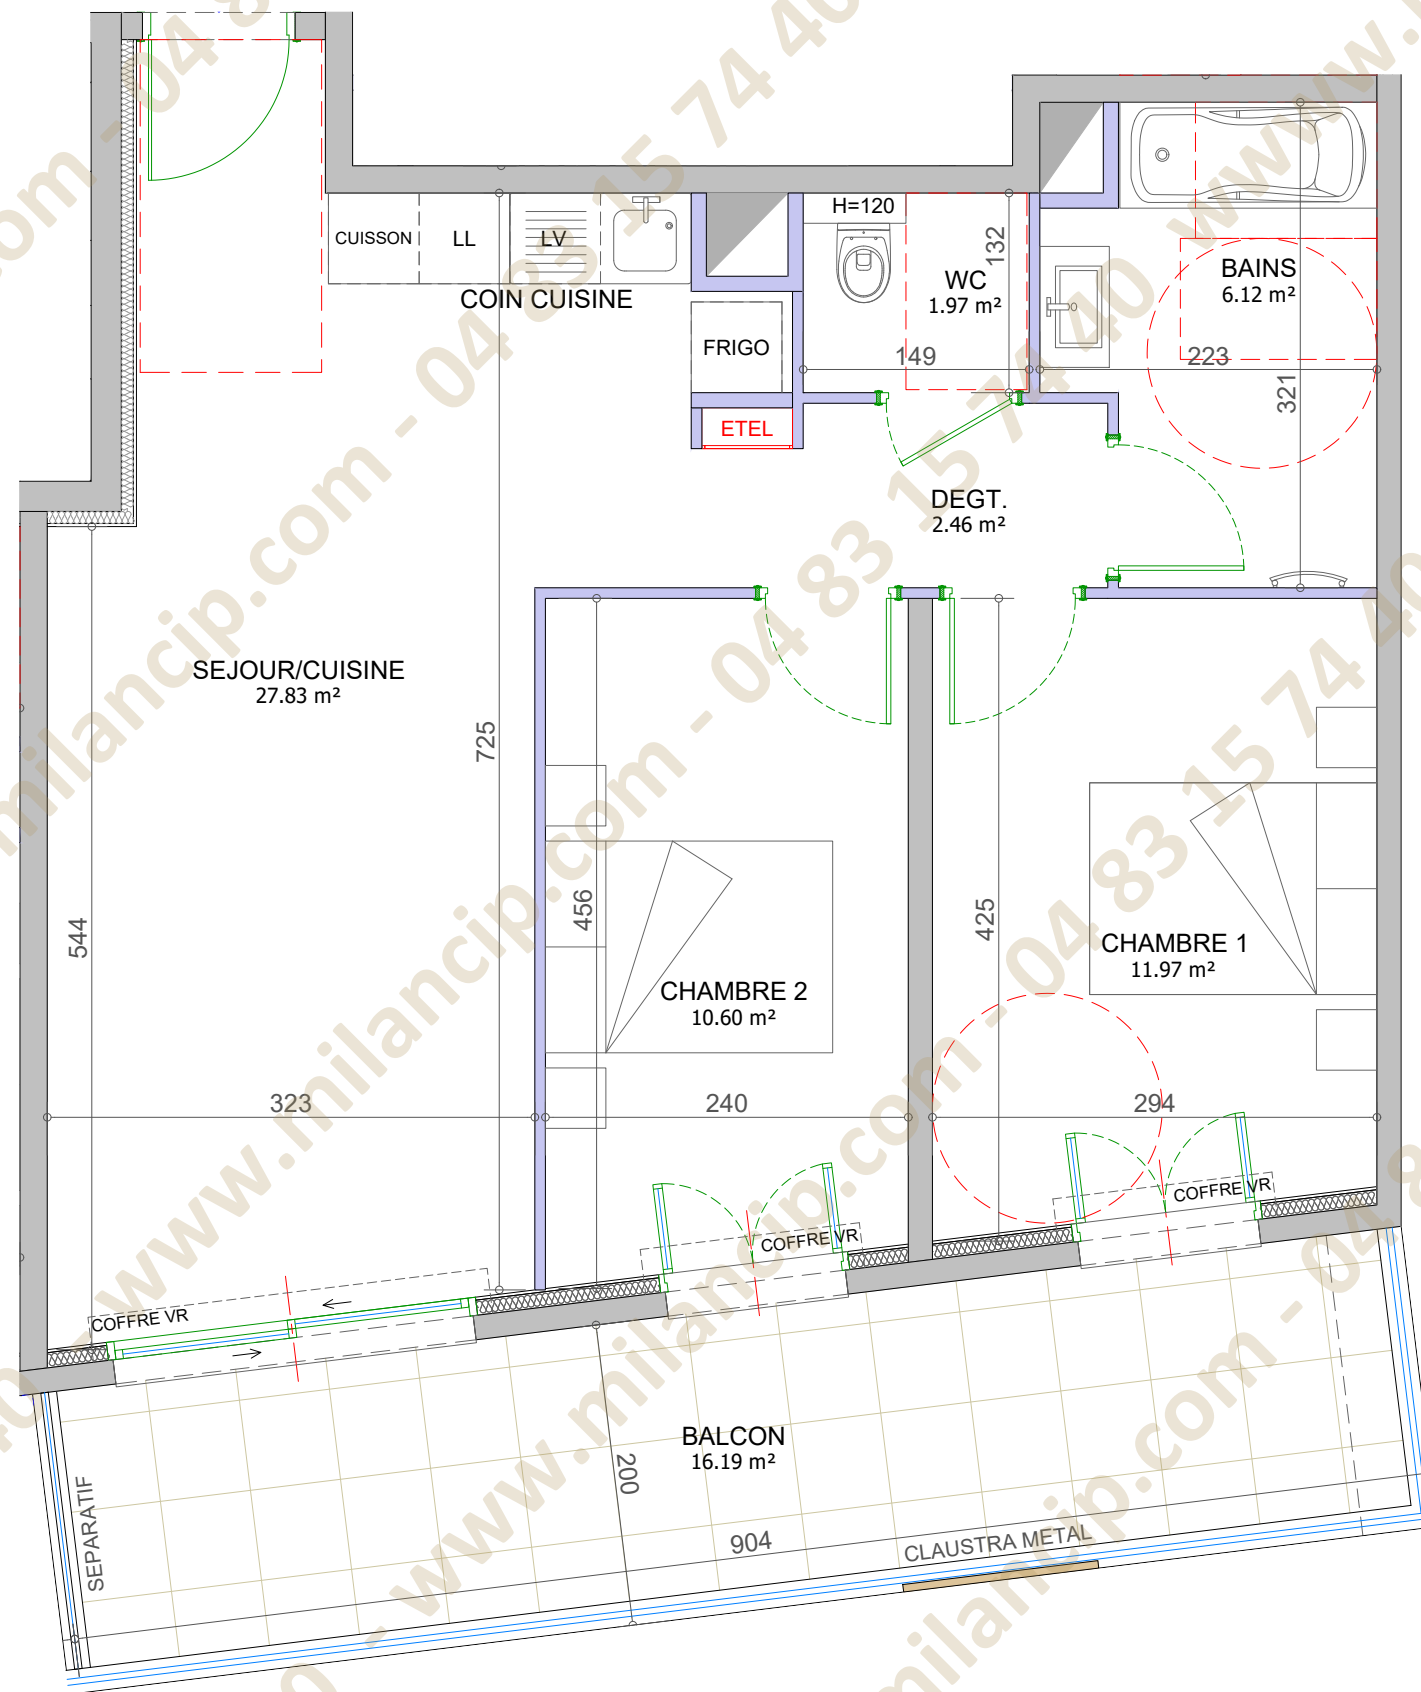 CUISSON
LL
LV
COIN CUISINE
FRIGO
ETEL
H=120
WC
1.97 m²
132
149
BAINS
6.12 m²
223
321
DEGT.
2.46 m²
SEJOUR/CUISINE
27.83 m²
725
544
456
425
CHAMBRE 1
11.97 m²
CHAMBRE 2
10.60 m²
323
240
294
COFFRE VR
COFFRE VR
COFFRE VR
BALCON
16.19 m²
200
904
SEPARATIF
CLAUSTRA METAL
www.milancip.com - 04 83 15 74 40